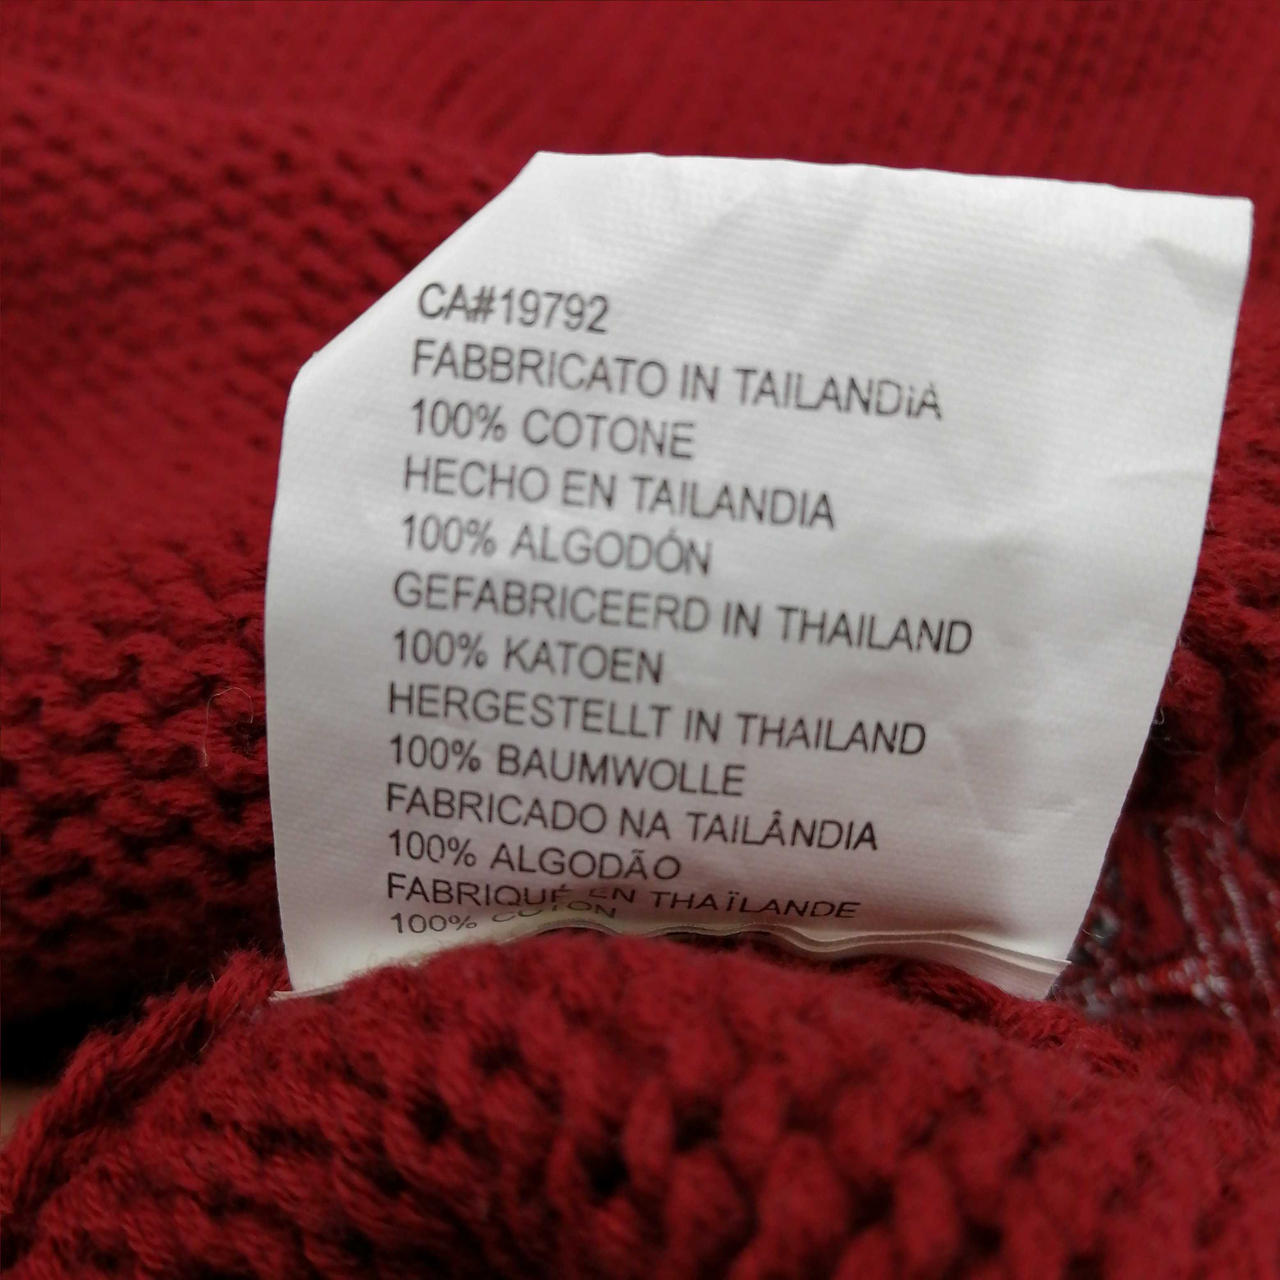 CA#19792
FABBRICATO IN TAILANDiA
100% COTONE
HECHO EN TAILANDIA
100% ALGODÓN
GEFABRICEERD IN THAILAND
100% KATOEN
HERGESTELLT IN THAILAND
100% BAUMWOLLE
FABRICADO NA TAILÂNDIA
100% ALGODÃO
FABRIQUÉ EN THAÏLANDE
100% COTON